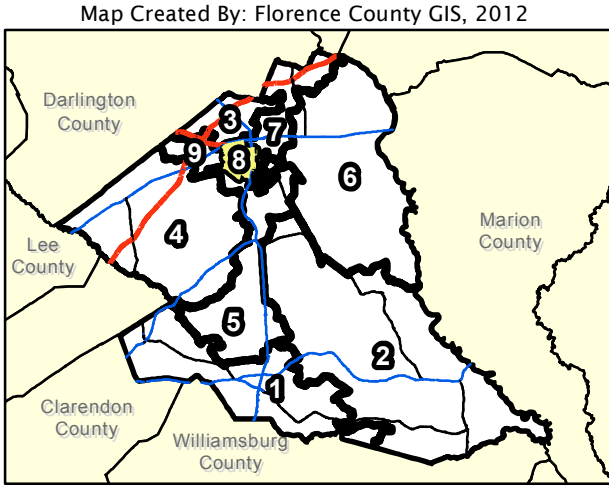 Map Created By: Florence County GIS, 2012
Darlington
County
3
7
9
8
6
Marion
County
4
Lee
County
5
2
1
Clarendon
County
Williamsburg
County